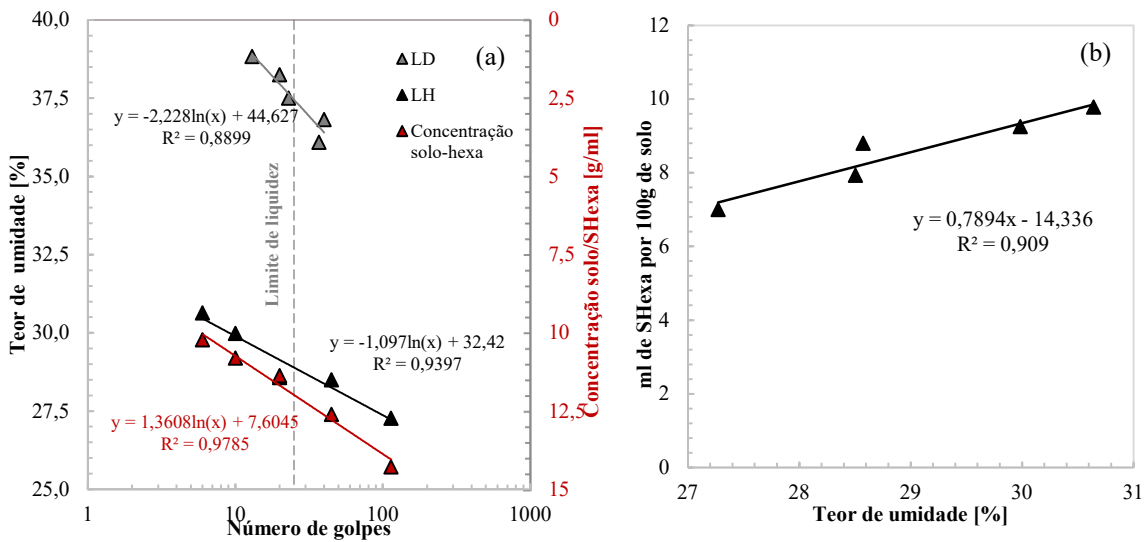 40,0
37,5
35,0
32,5
30,0
27,5
25,0
Teor de umidade [%]
1
10
100
1000
Número de golpes
0
2,5
5
7,5
10
12,5
15
Concentração solo/SHexa [g/ml]
(a)
LD
LH
Concentração
solo-hexa
y = -2,228ln(x) + 44,627
R² = 0,8899
Limite de liquidez
y = -1,097ln(x) + 32,42
R² = 0,9397
y = 1,3608ln(x) + 7,6045
R² = 0,9785
(b)
12
10
8
6
4
2
0
ml de SHexa por 100g de solo
y = 0,7894x - 14,336
R² = 0,909
27
28
29
30
31
Teor de umidade [%]